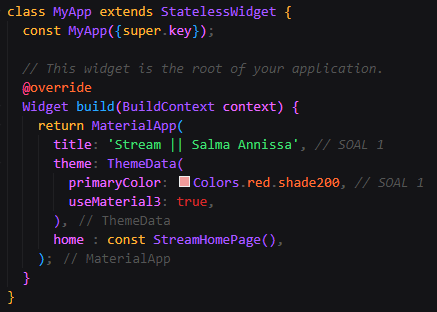 class MyApp extends StatelessWidget {
  const MyApp({super.key});

  // This widget is the root of your application.
  @override
  Widget build(BuildContext context) {
    return MaterialApp(
      title: 'Stream || Salma Annissa', // SOAL 1
      theme: ThemeData(
        primaryColor: Colors.red.shade200, // SOAL 1
        useMaterial3: true,
      ), // ThemeData
      home : const StreamHomePage(),
    ); // MaterialApp
  }
}